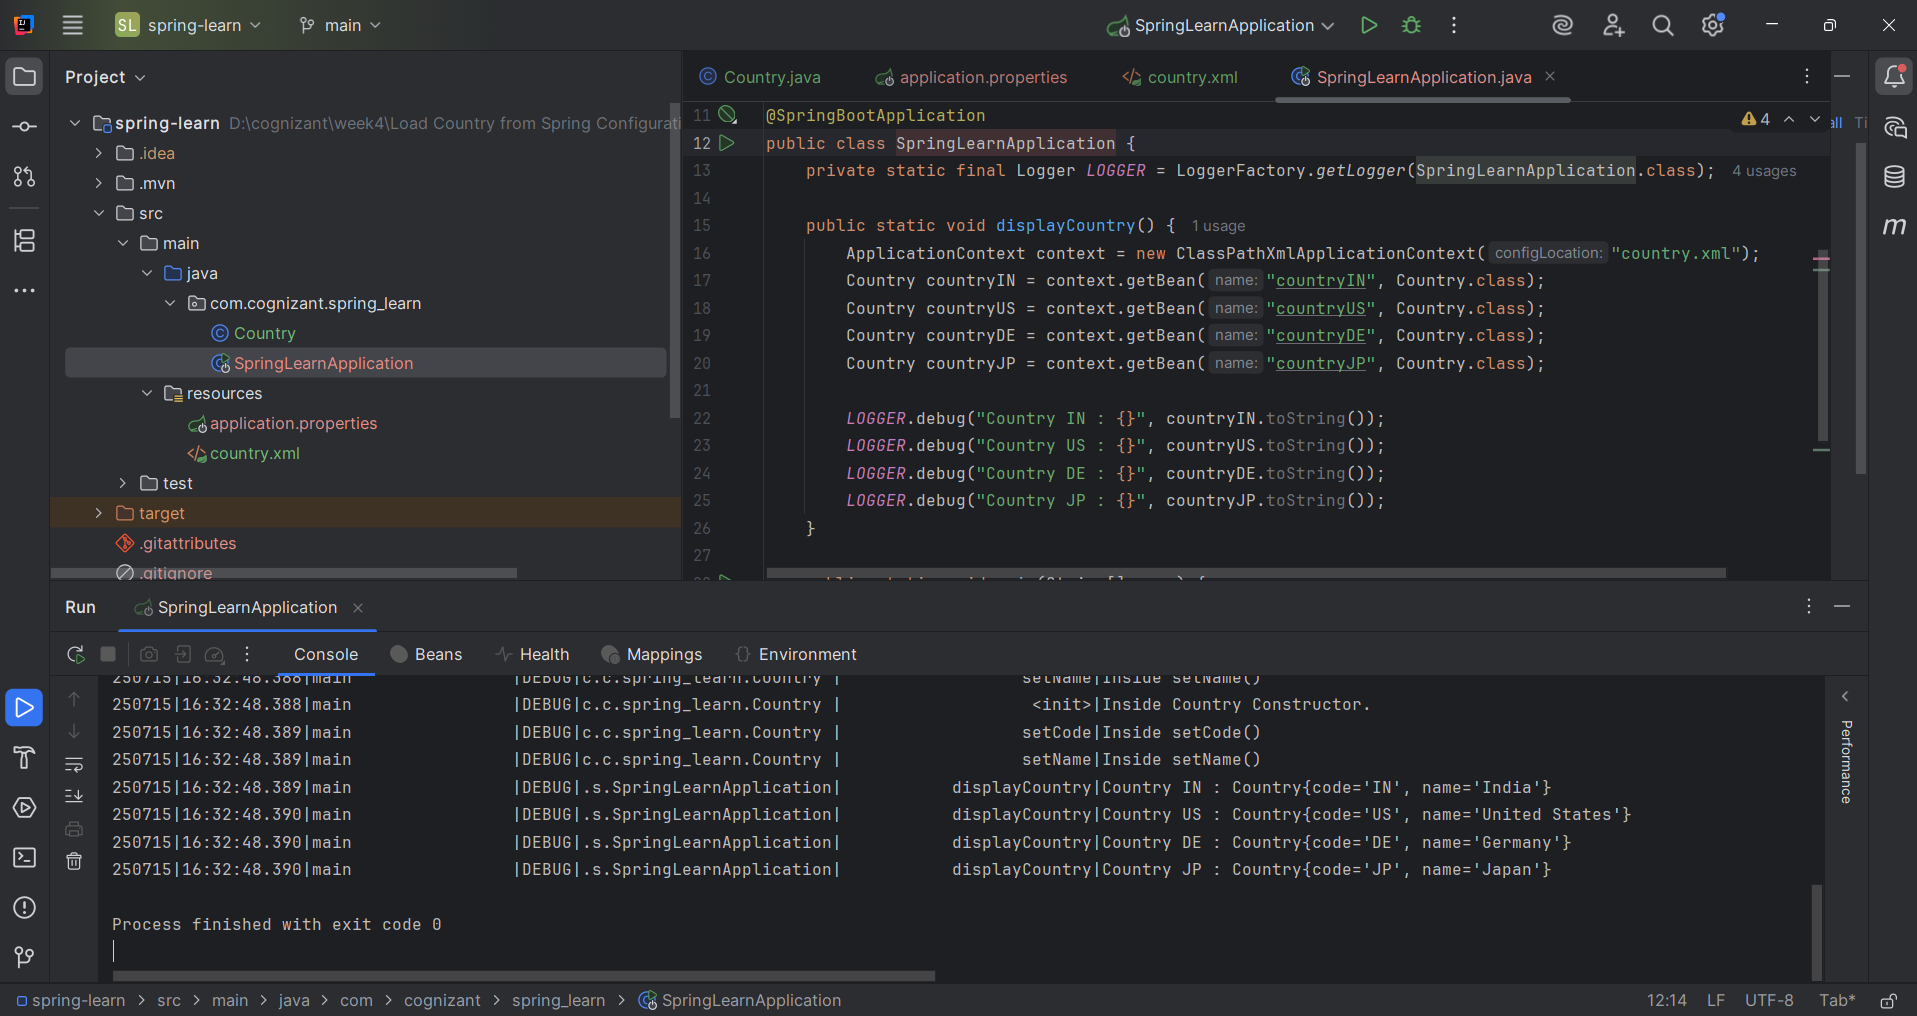 SL spring-learn main SpringLearnApplication
Project
spring-learn D:\cognizant\week4\Load Country from Spring Configurati
.idea
.mvn
src
main
java
com.cognizant.spring_learn
Country
SpringLearnApplication
resources
application.properties
country.xml
test
target
.gitattributes
.gitignore
Country.java application.properties country.xml SpringLearnApplication.java
11 @SpringBootApplication
4
12 public class SpringLearnApplication {
13 private static final Logger LOGGER = LoggerFactory.getLogger(SpringLearnApplication.class); 4 usages
14
15 public static void displayCountry() { 1 usage
16 ApplicationContext context = new ClassPathXmlApplicationContext( configLocation: "country.xml");
17 Country countryIN = context.getBean( name: "countryIN", Country.class);
18 Country countryUS = context.getBean( name: "countryUS", Country.class);
19 Country countryDE = context.getBean( name: "countryDE", Country.class);
20 Country countryJP = context.getBean( name: "countryJP", Country.class);
21
22 LOGGER.debug("Country IN : {}", countryIN.toString());
23 LOGGER.debug("Country US : {}", countryUS.toString());
24 LOGGER.debug("Country DE : {}", countryDE.toString());
25 LOGGER.debug("Country JP : {}", countryJP.toString());
26 }
27
m
Run SpringLearnApplication
Console Beans Health Mappings Environment
250715|16:32:48.388|main |DEBUG|c.c.spring_learn.Country | setName|Inside setName()
250715|16:32:48.388|main |DEBUG|c.c.spring_learn.Country | <init>|Inside Country Constructor.
250715|16:32:48.389|main |DEBUG|c.c.spring_learn.Country | setCode|Inside setCode()
250715|16:32:48.389|main |DEBUG|c.c.spring_learn.Country | setName|Inside setName()
250715|16:32:48.389|main |DEBUG|.s.SpringLearnApplication| displayCountry|Country IN : Country{code='IN', name='India'}
250715|16:32:48.390|main |DEBUG|.s.SpringLearnApplication| displayCountry|Country US : Country{code='US', name='United States'}
250715|16:32:48.390|main |DEBUG|.s.SpringLearnApplication| displayCountry|Country DE : Country{code='DE', name='Germany'}
250715|16:32:48.390|main |DEBUG|.s.SpringLearnApplication| displayCountry|Country JP : Country{code='JP', name='Japan'}
Process finished with exit code 0
Performance
spring-learn > src > main > java > com > cognizant > spring_learn > SpringLearnApplication
12:14 LF UTF-8 Tab*